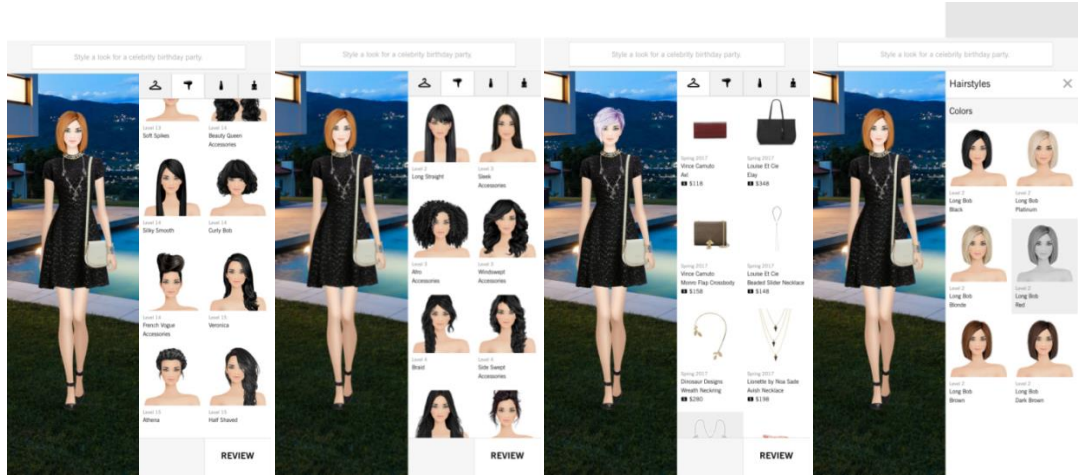 Style a look for a celebrity birthday party.
Level 13
Soft Spikes
Level 14
Beauty Queen
Accessories
Level 14
Silky Smooth
Level 14
Curly Bob
Level 14
French Vogue
Accessories
Level 15
Veronica
Level 15
Athena
Level 15
Half Shaved
REVIEW
Style a look for a celebrity birthday party.
Level 2
Long Straight
Level 3
Sleek
Accessories
Level 3
Afro
Accessories
Level 3
Windswept
Accessories
Level 4
Braid
Level 6
Side Swept
Accessories
REVIEW
Style a look for a celebrity birthday party.
Spring 2017
Vince Camuto
Axl
$118
Spring 2017
Louise Et Cie
Elay
$348
Spring 2017
Vince Camuto
Monro Flap Crossbody
$158
Spring 2017
Louise Et Cie
Beaded Slider Necklace
$148
Spring 2017
Dinosaur Designs
Wreath Neckring
$280
Spring 2017
Lionette by Noa Sade
Avish Necklace
$198
REVIEW
Style a look for a celebrity birthday party.
Hairstyles
Colors
Level 2
Long Bob
Black
Level 2
Long Bob
Platinum
Level 2
Long Bob
Blonde
Level 2
Long Bob
Red
Level 2
Long Bob
Brown
Level 2
Long Bob
Dark Brown